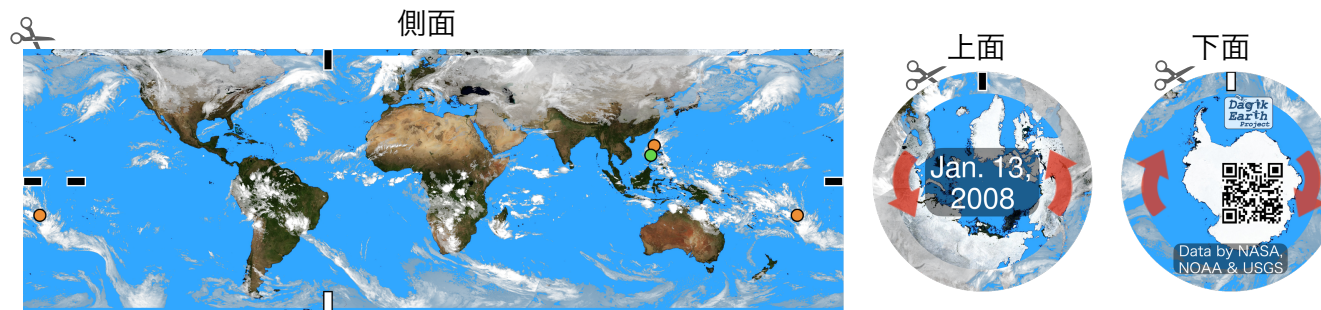 側面
上面
下面
Jan. 13,
2008
Dagik
Earth
Project
Data by NASA,
NOAA & USGS